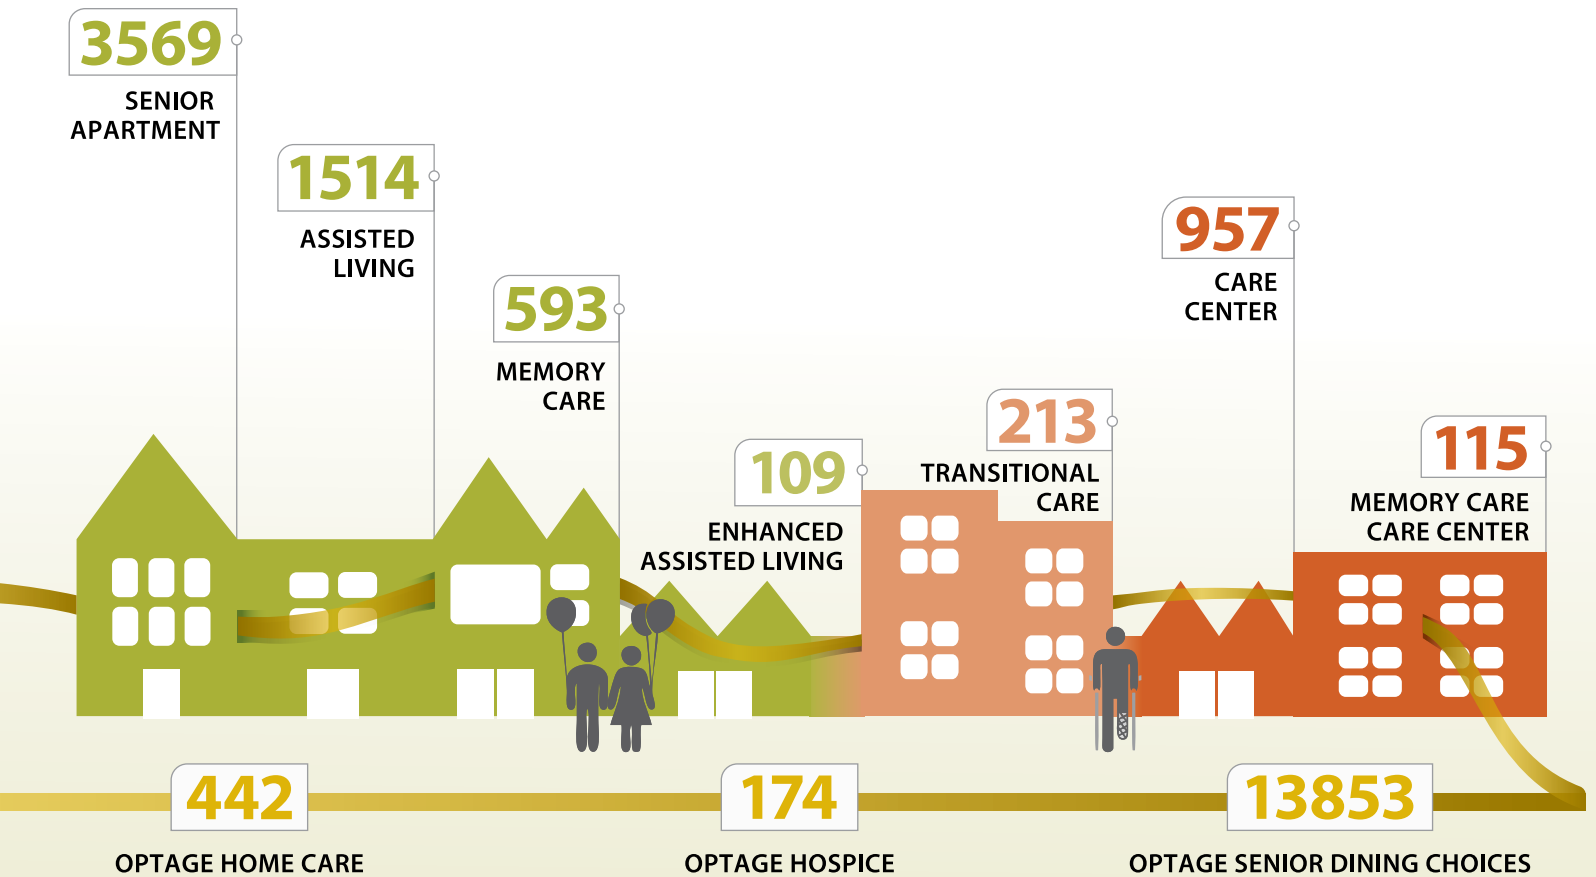 3569
SENIOR
APARTMENT
1514
ASSISTED
LIVING
593
MEMORY
CARE
109
ENHANCED
ASSISTED LIVING
213
TRANSITIONAL
CARE
957
CARE
CENTER
115
MEMORY CARE
CARE CENTER
442
OPTAGE HOME CARE
174
OPTAGE HOSPICE
13853
OPTAGE SENIOR DINING CHOICES